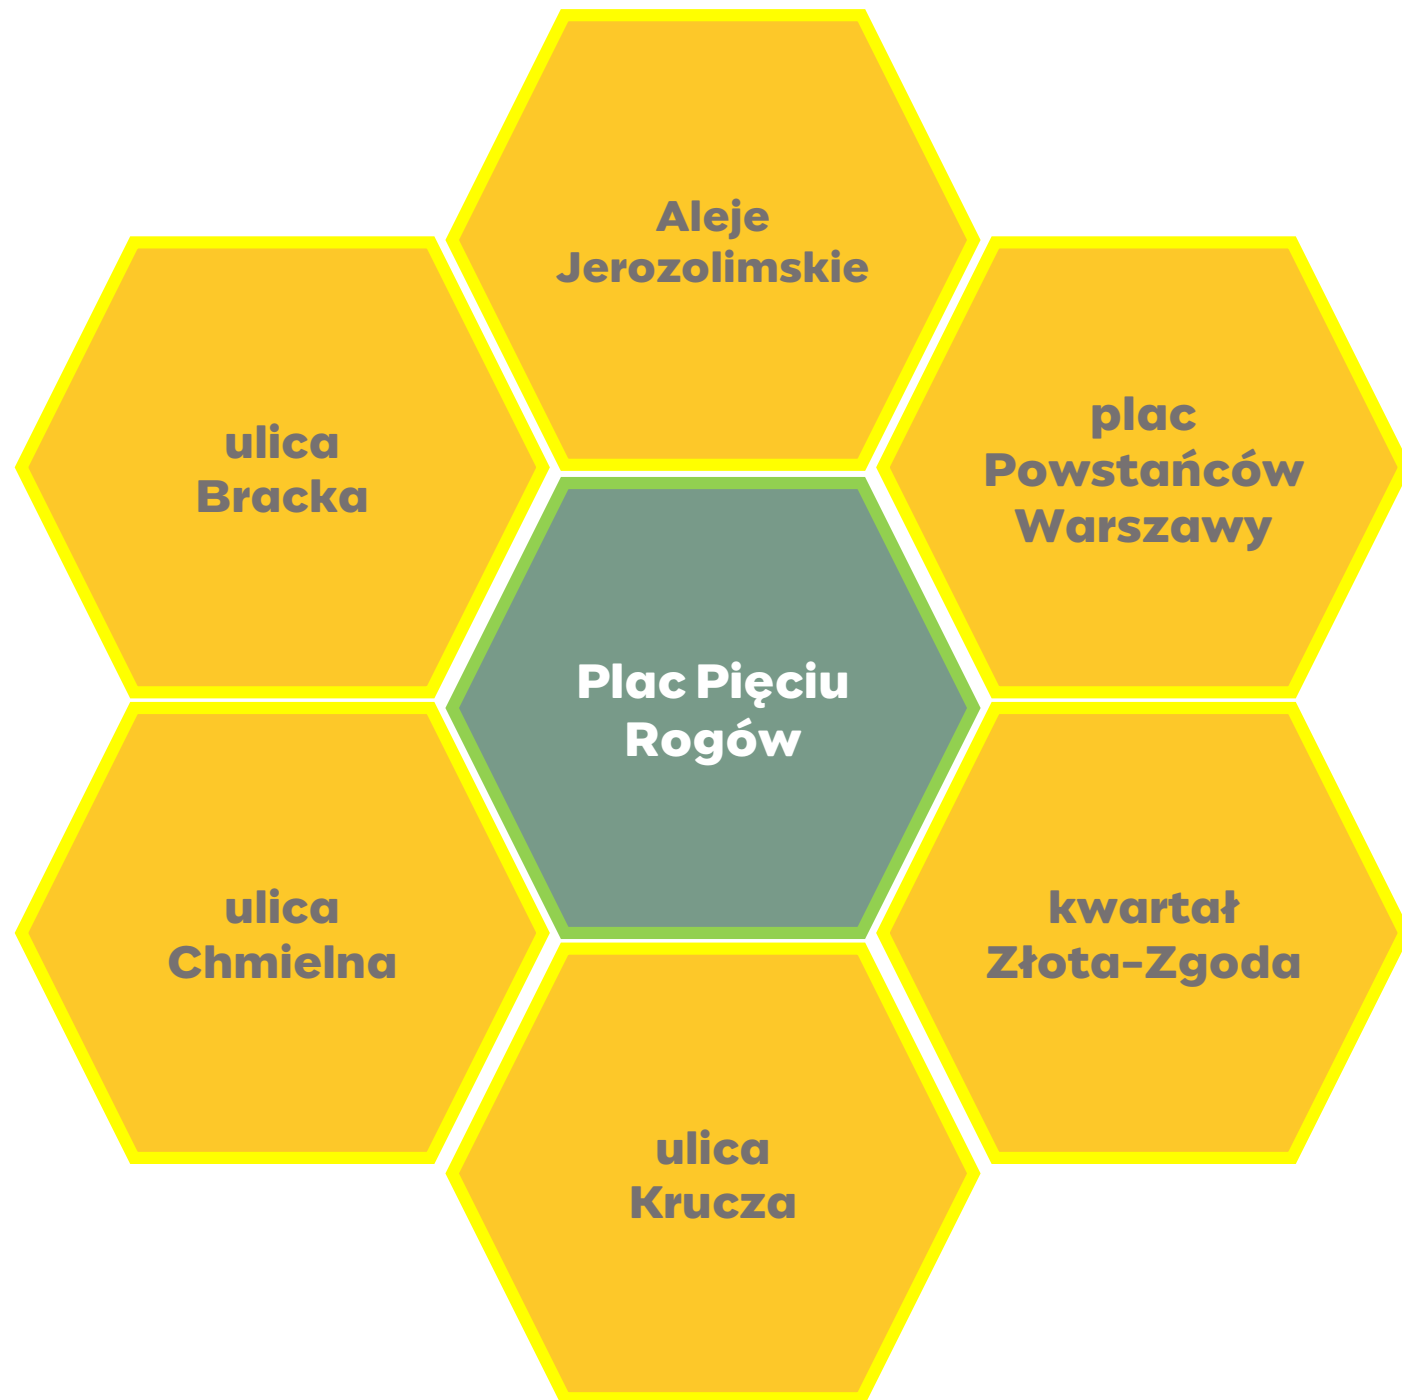 Aleje
Jerozolimskie
ulica
Bracka
plac
Powstańców
Warszawy
Plac Pięciu
Rogów
ulica
Chmielna
kwartał
Złota-Zgoda
ulica
Krucza